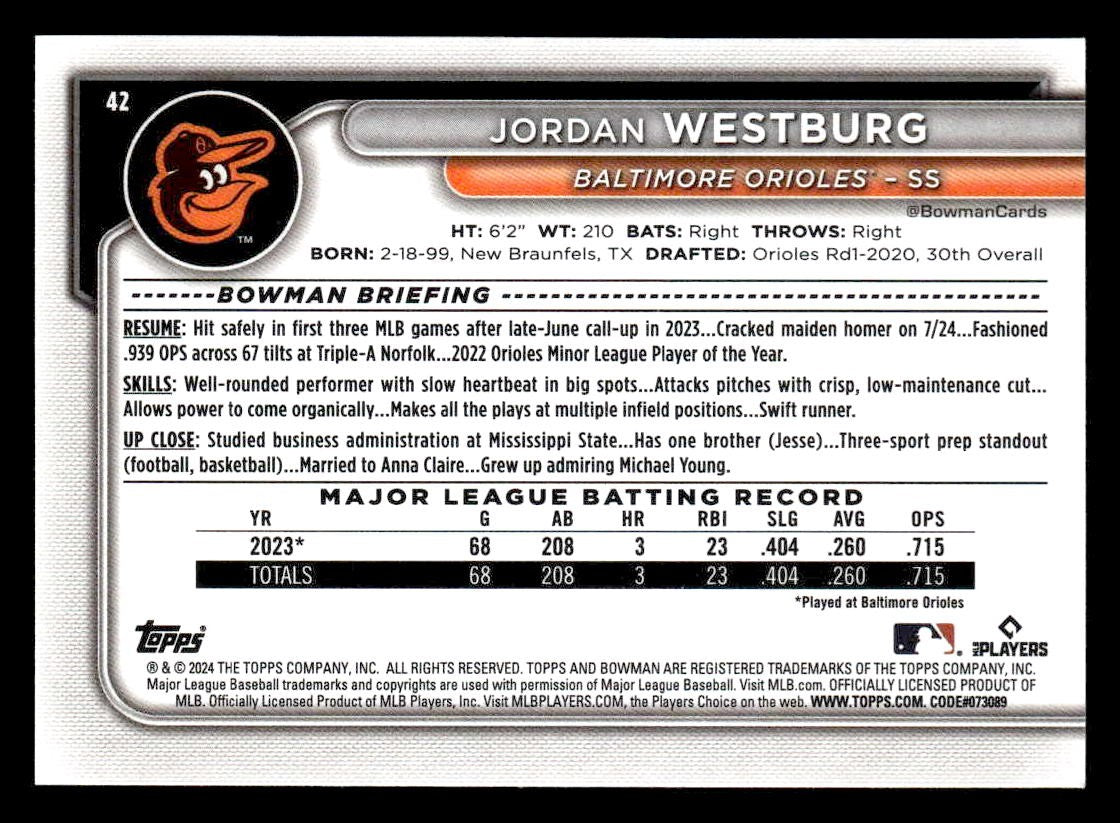 42
JORDAN WESTBURG
BALTIMORE ORIOLES™ – SS
@BowmanCards
HT: 6'2" WT: 210 BATS: Right THROWS: Right
BORN: 2-18-99, New Braunfels, TX DRAFTED: Orioles Rd1-2020, 30th Overall
TM
BOWMAN BRIEFING
RESUME: Hit safely in first three MLB games after late-June call-up in 2023...Cracked maiden homer on 7/24...Fashioned
.939 OPS across 67 tilts at Triple-A Norfolk...2022 Orioles Minor League Player of the Year.
SKILLS: Well-rounded performer with slow heartbeat in big spots...Attacks pitches with crisp, low-maintenance cut...
Allows power to come organically...Makes all the plays at multiple infield positions...Swift runner.
UP CLOSE: Studied business administration at Mississippi State...Has one brother (Jesse)...Three-sport prep standout
(football, basketball)...Married to Anna Claire...Grew up admiring Michael Young.
MAJOR LEAGUE BATTING RECORD
YR G AB HR RBI SLG AVG OPS
2023* 68 208 3 23 .404 .260 .715
TOTALS 68 208 3 23 .404 .260 .715
*Played at Baltimore Orioles
Topps®
MLB PLAYERS
® & © 2024 THE TOPPS COMPANY, INC. ALL RIGHTS RESERVED. TOPPS AND BOWMAN ARE REGISTERED TRADEMARKS OF THE TOPPS COMPANY, INC.
Major League Baseball trademarks and copyrights are used with permission of Major League Baseball. Visit MLB.com. OFFICIALLY LICENSED PRODUCT OF
MLB. Officially Licensed Product of MLB Players, Inc. Visit MLBPLAYERS.COM, the Players Choice on the web. WWW.TOPPS.COM. CODE#073089